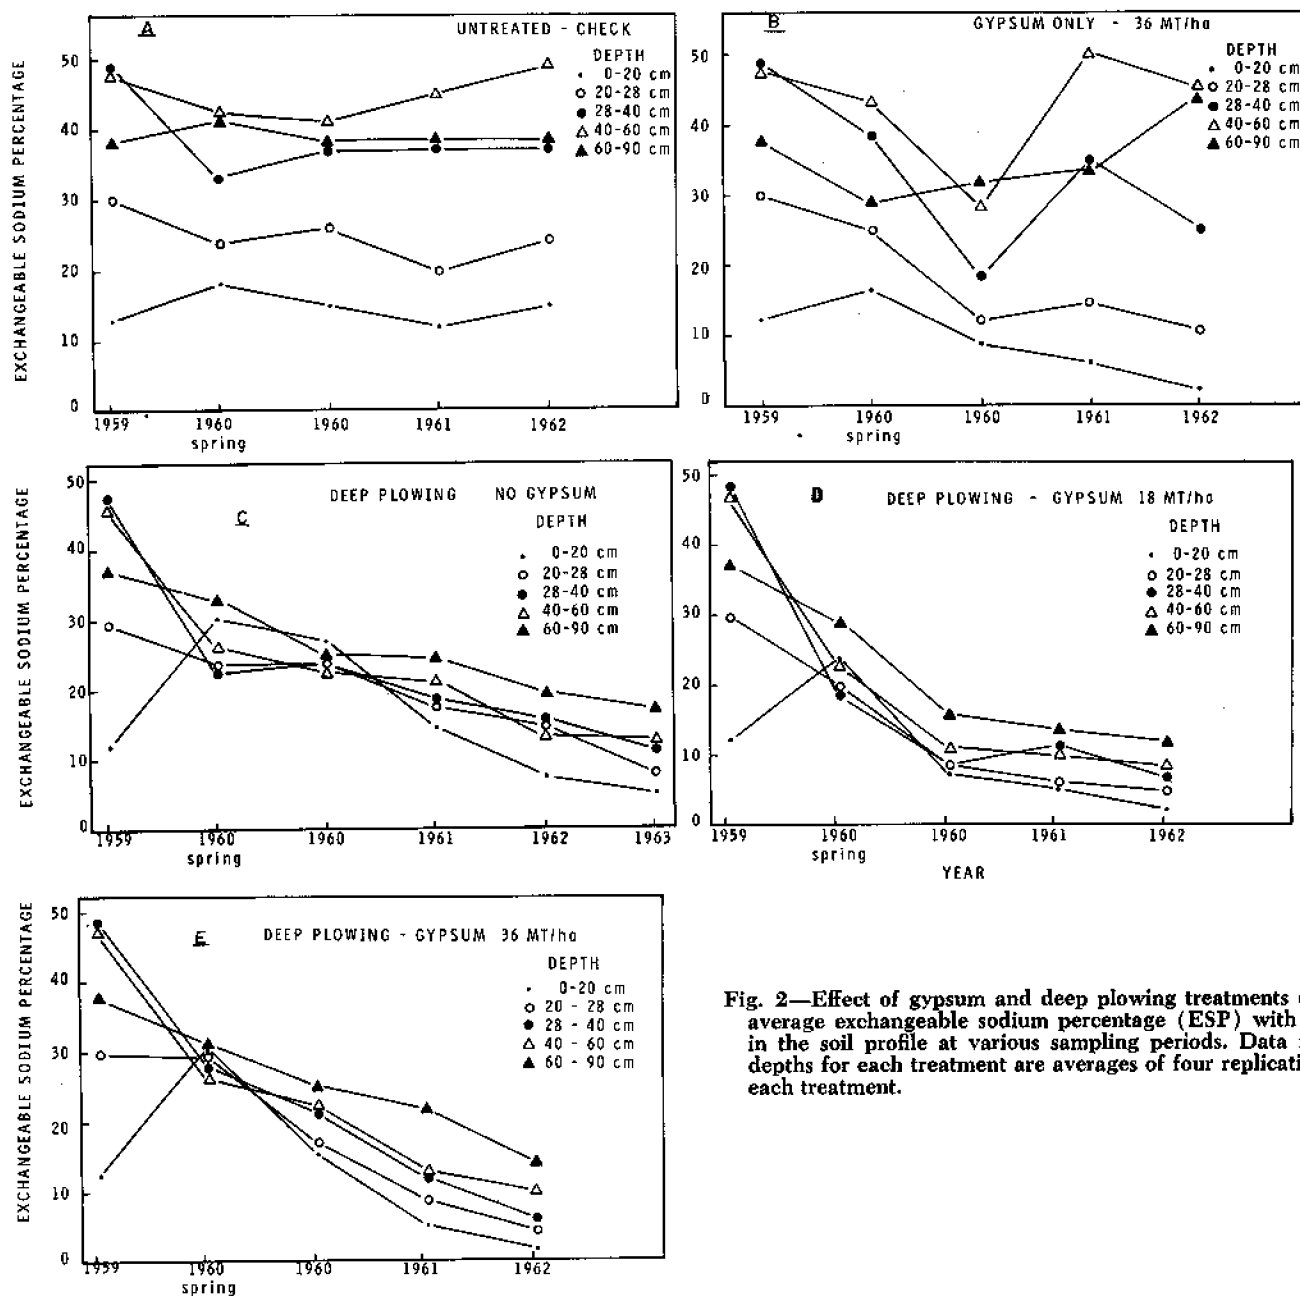 A
UNTREATED - CHECK
DEPTH
0-20 cm
20-28 cm
28-40 cm
40-60 cm
60-90 cm
EXCHANGEABLE SODIUM PERCENTAGE
50
40
30
20
10
0
1959
1960
spring
1960
1961
1962
B
GYPSUM ONLY - 36 MT/ha
DEPTH
0-20 cm
20-28 cm
28-40 cm
40-60 cm
60-90 cm
50
40
30
20
10
0
1959
1960
spring
1960
1961
1962
C
DEEP PLOWING NO GYPSUM
DEPTH
0-20 cm
20-28 cm
28-40 cm
40-60 cm
60-90 cm
EXCHANGEABLE SODIUM PERCENTAGE
50
40
30
20
10
0
1959
1960
spring
1960
1961
1962
1963
D
DEEP PLOWING - GYPSUM 18 MT/ha
DEPTH
0-20 cm
20-28 cm
28-40 cm
40-60 cm
60-90 cm
50
40
30
20
10
0
1959
1960
spring
1960
1961
1962
YEAR
E
DEEP PLOWING - GYPSUM 36 MT/ha
DEPTH
0-20 cm
20 - 28 cm
28 - 40 cm
40 - 60 cm
60 - 90 cm
EXCHANGEABLE SODIUM PERCENTAGE
50
40
30
20
10
0
1959
1960
spring
1960
1961
1962
Fig. 2—Effect of gypsum and deep plowing treatments
average exchangeable sodium percentage (ESP) with
in the soil profile at various sampling periods. Data
depths for each treatment are averages of four
each treatment.